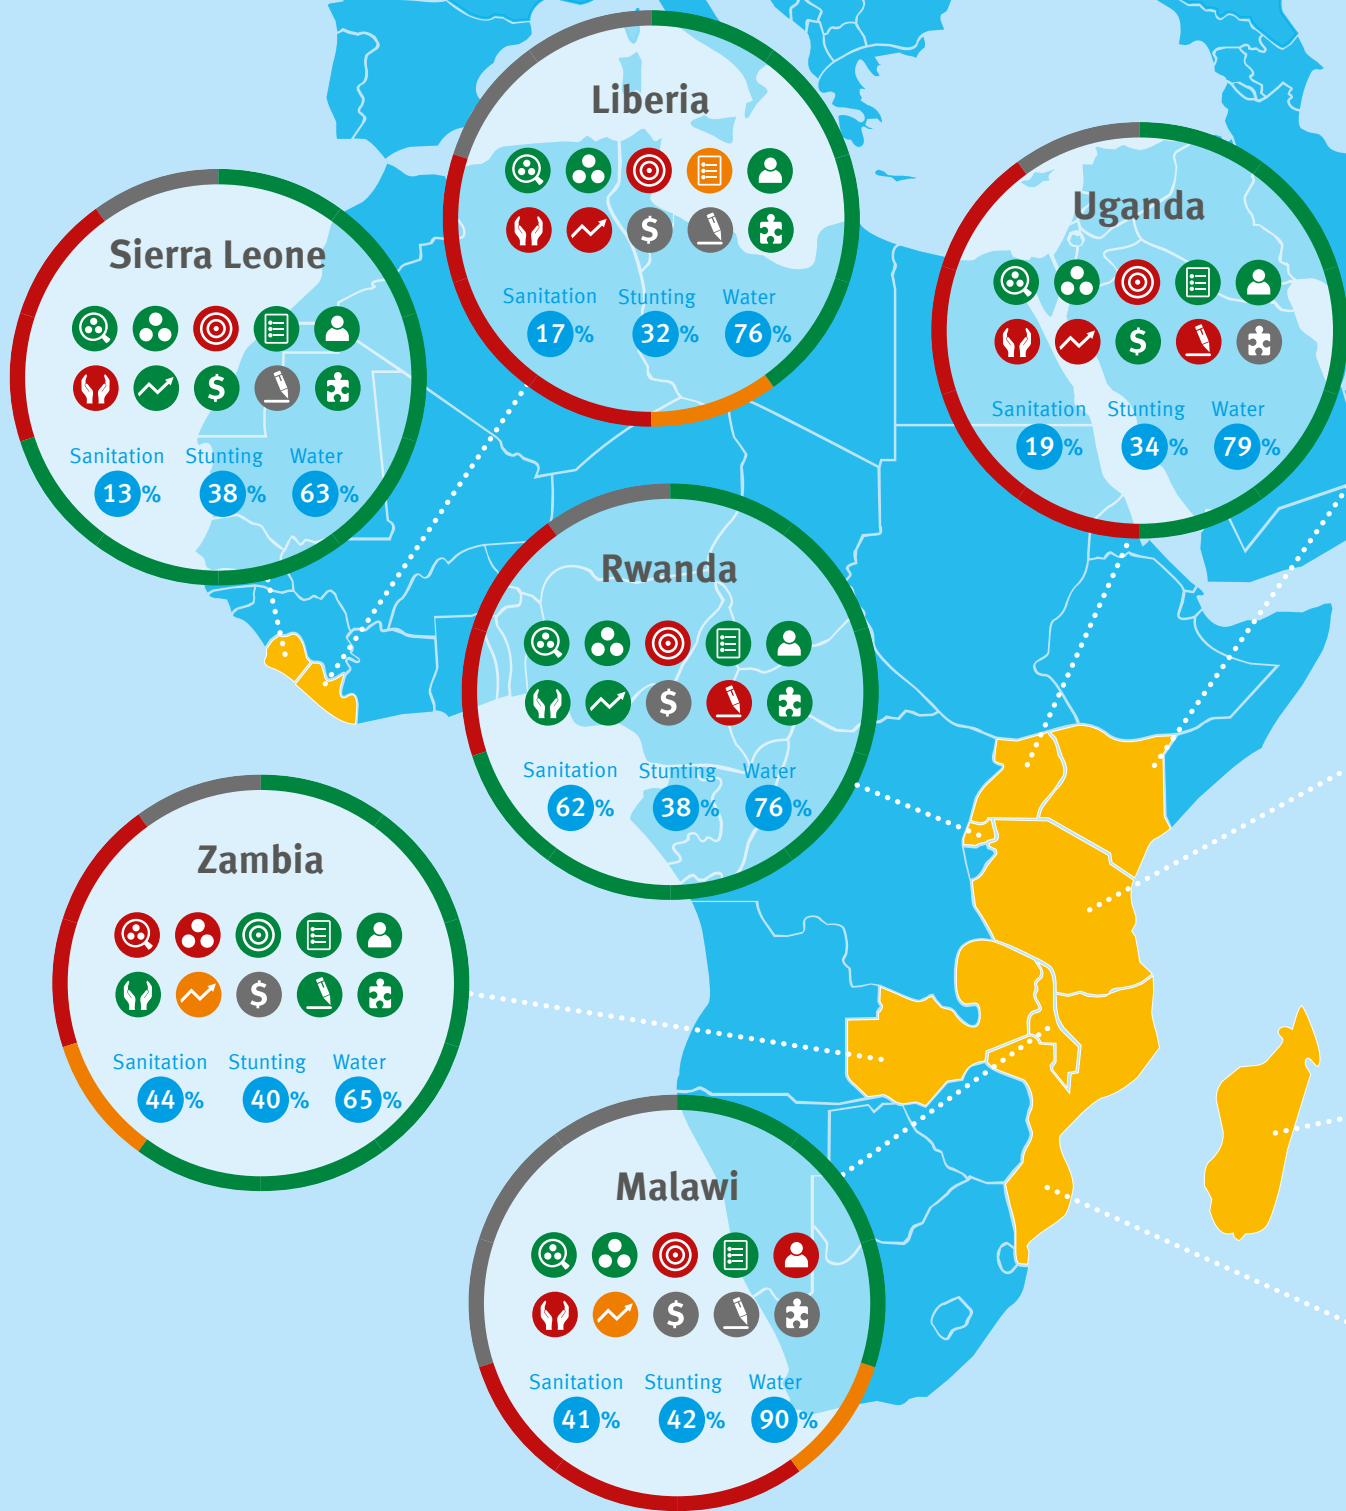 Liberia
$
Sanitation Stunting Water
17 % 32 % 76 %
Uganda
$
Sanitation Stunting Water
19 % 34 % 79 %
Sierra Leone
$
Sanitation Stunting Water
13 % 38 % 63 %
Rwanda
$
Sanitation Stunting Water
62 % 38 % 76 %
Zambia
$
Sanitation Stunting Water
44 % 40 % 65 %
Malawi
$
Sanitation Stunting Water
41 % 42 % 90 %